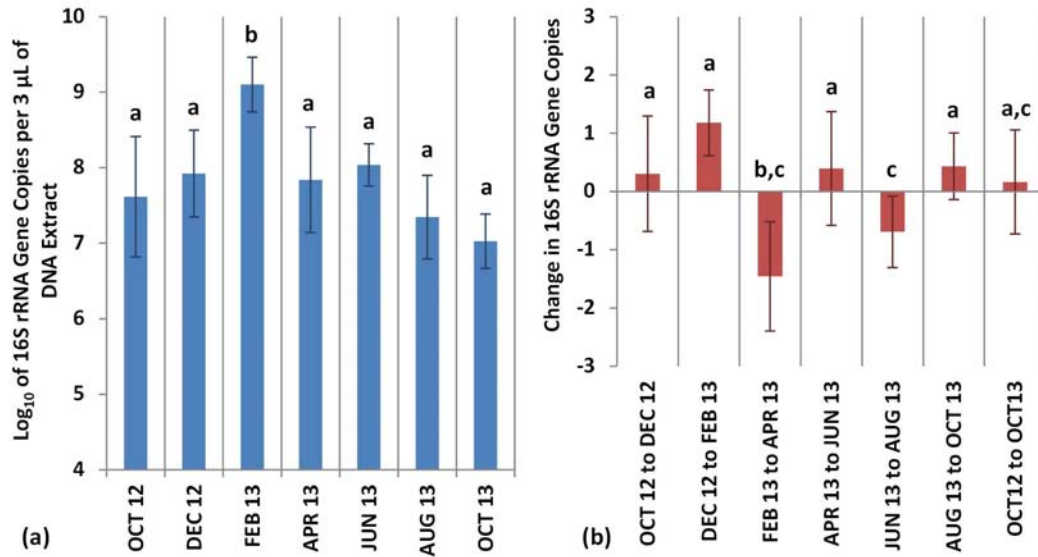 Log₁₀ of 16S rRNA Gene Copies per 3 µL of
DNA Extract
10
9
8
7
6
5
4
a
a
b
a
a
a
a
OCT 12
DEC 12
FEB 13
APR 13
JUN 13
AUG 13
OCT 13
(a)
Change in 16S rRNA Gene Copies
3
2
1
0
-1
-2
-3
a
a
b,c
a
c
a
a,c
OCT 12 to DEC 12
DEC 12 to FEB 13
FEB 13 to APR 13
APR 13 to JUN 13
JUN 13 to AUG 13
AUG 13 to OCT 13
OCT12 to OCT13
(b)